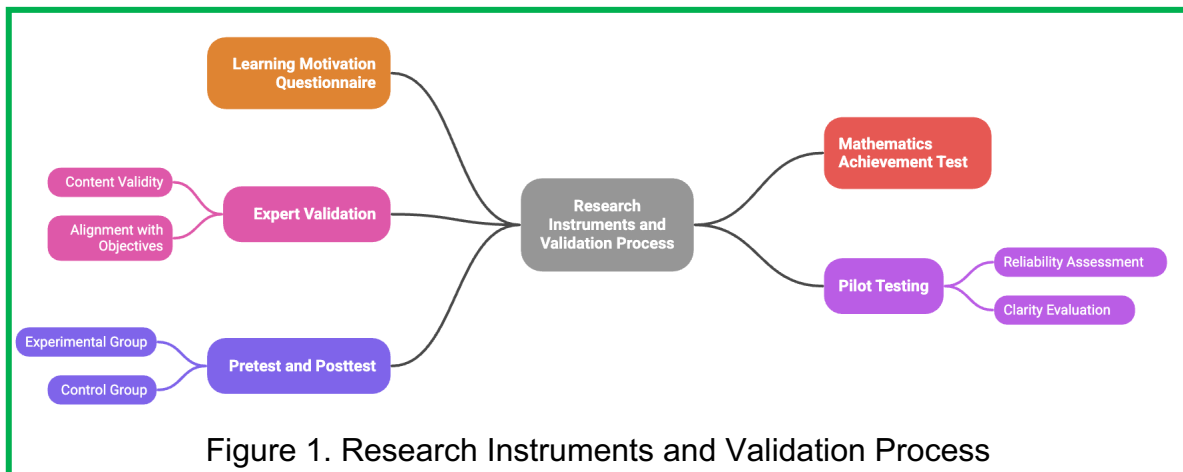 Learning Motivation
Questionnaire
Content Validity
Expert Validation
Alignment with
Objectives
Experimental Group
Pretest and Posttest
Control Group
Research
Instruments and
Validation Process
Mathematics
Achievement Test
Pilot Testing
Reliability Assessment
Clarity Evaluation
Figure 1. Research Instruments and Validation Process